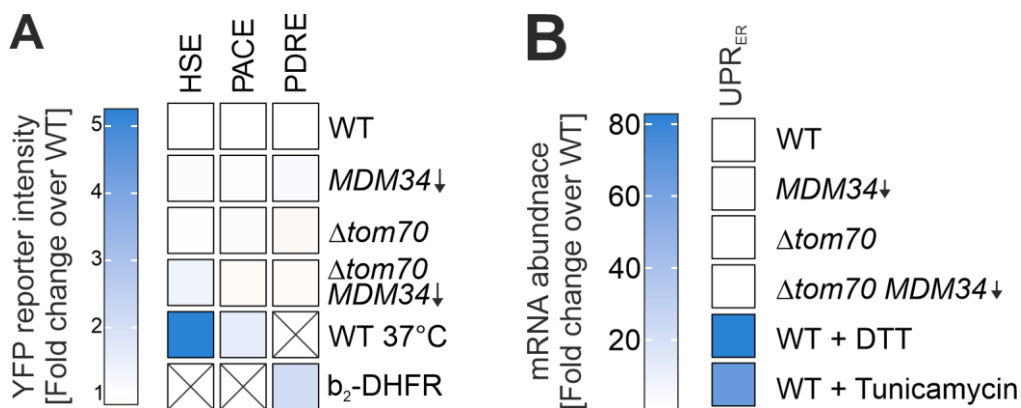 A
HSE
PACE
PDRE
YFP reporter intensity
[Fold change over WT]
5
4
3
2
1
WT
MDM34↓
Δtom70
Δtom70
MDM34↓
WT 37°C
b₂-DHFR
B
UPR_ER
mRNA abundnace
[Fold change over WT]
80
60
40
20
WT
MDM34↓
Δtom70
Δtom70 MDM34↓
WT + DTT
WT + Tunicamycin